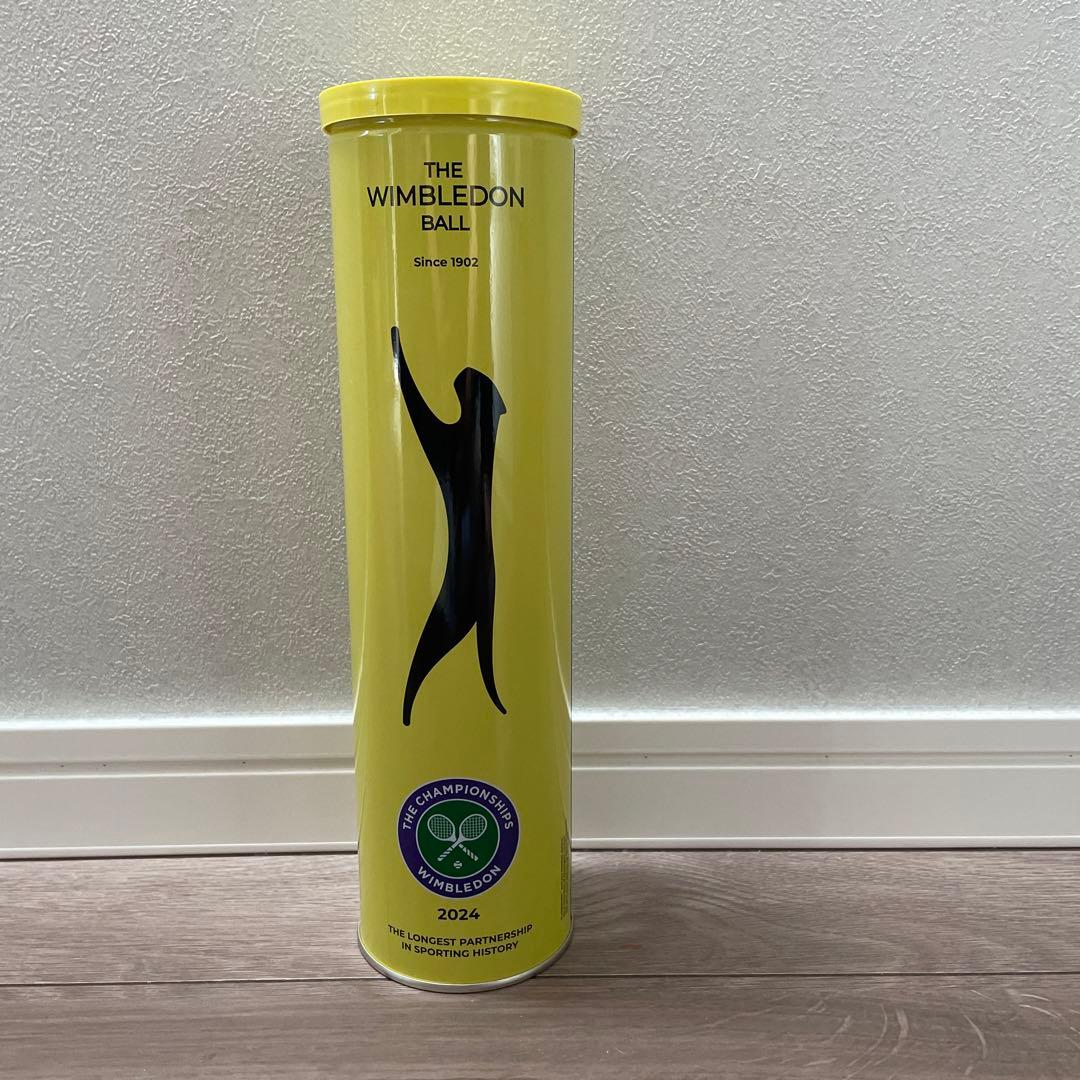 THE
WIMBLEDON
BALL
Since 1902
THE CHAMPIONSHIPS
WIMBLEDON
2024
THE LONGEST PARTNERSHIP
IN SPORTING HISTORY